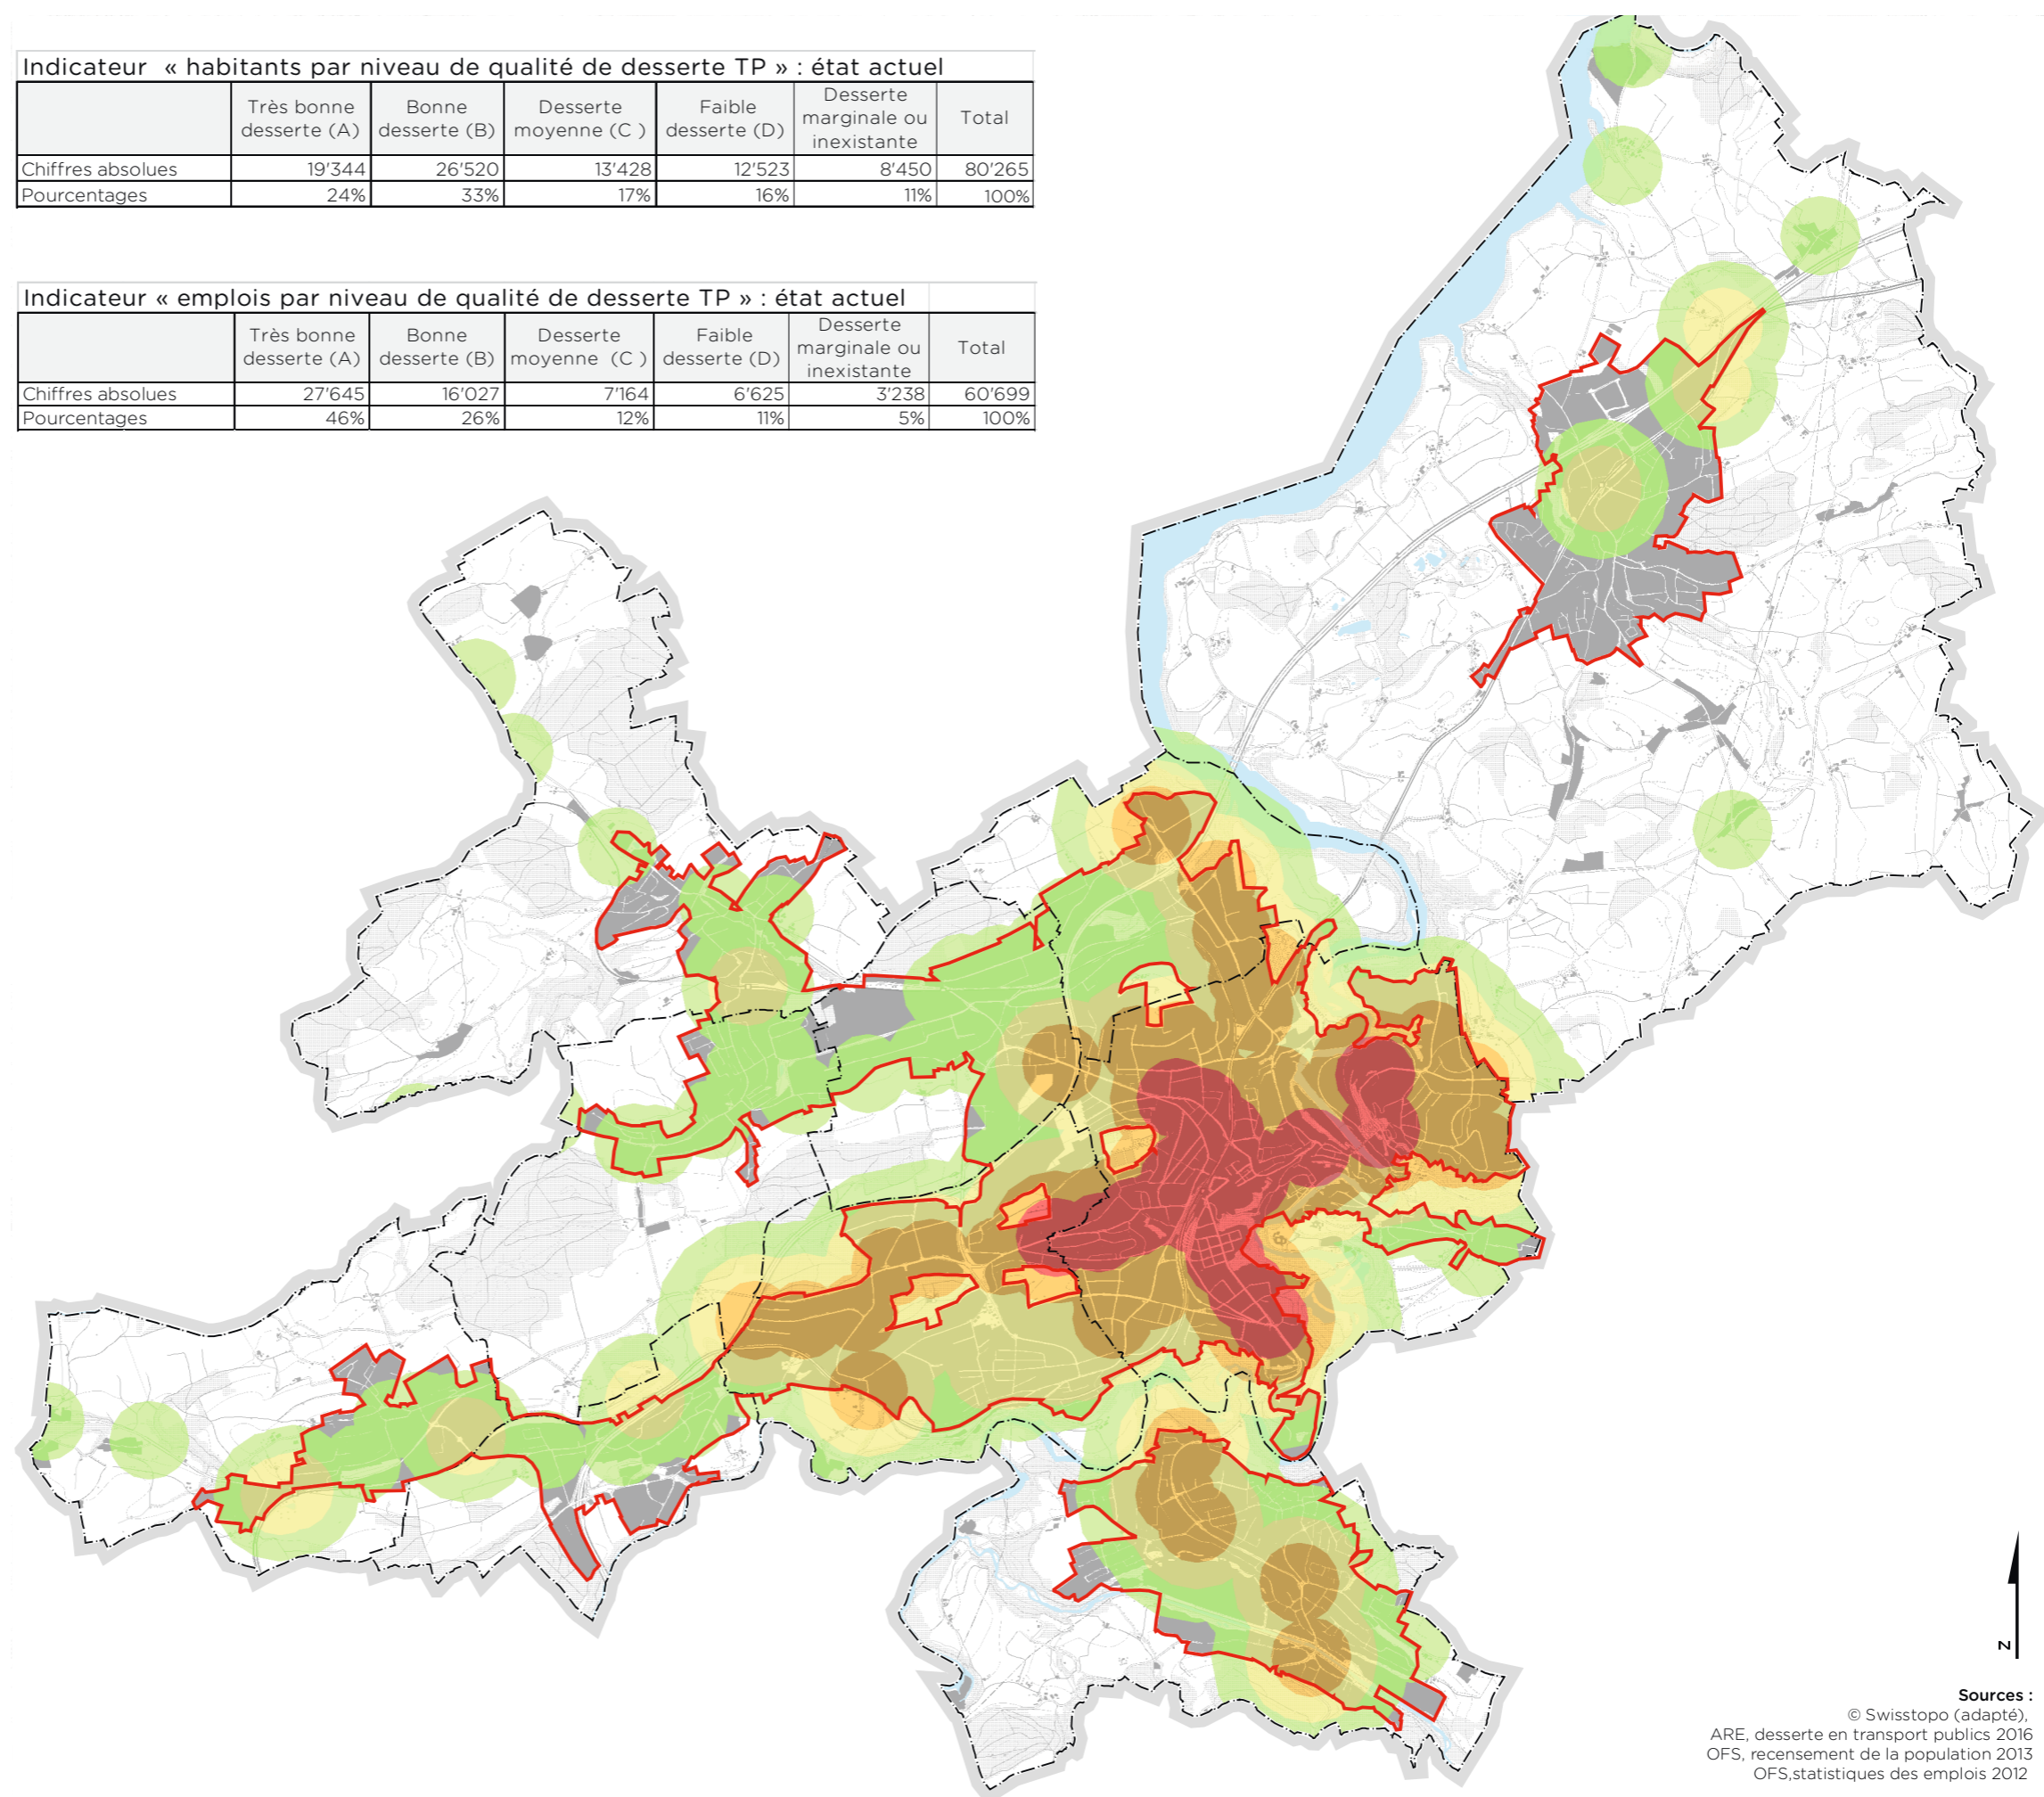 Indicateur « habitants par niveau de qualité de desserte TP » : état actuel
Très bonne desserte (A) Bonne desserte (B) Desserte moyenne (C ) Faible desserte (D) Desserte marginale ou inexistante Total
Chiffres absolues 19'344 26'520 13'428 12'523 8'450 80'265
Pourcentages 24% 33% 17% 16% 11% 100%
Indicateur « emplois par niveau de qualité de desserte TP » : état actuel
Très bonne desserte (A) Bonne desserte (B) Desserte moyenne (C ) Faible desserte (D) Desserte marginale ou inexistante Total
Chiffres absolues 27'645 16'027 7'164 6'625 3'238 60'699
Pourcentages 46% 26% 12% 11% 5% 100%
N
Sources :
© Swisstopo (adapté),
ARE, desserte en transport publics 2016
OFS, recensement de la population 2013
OFS,statistiques des emplois 2012